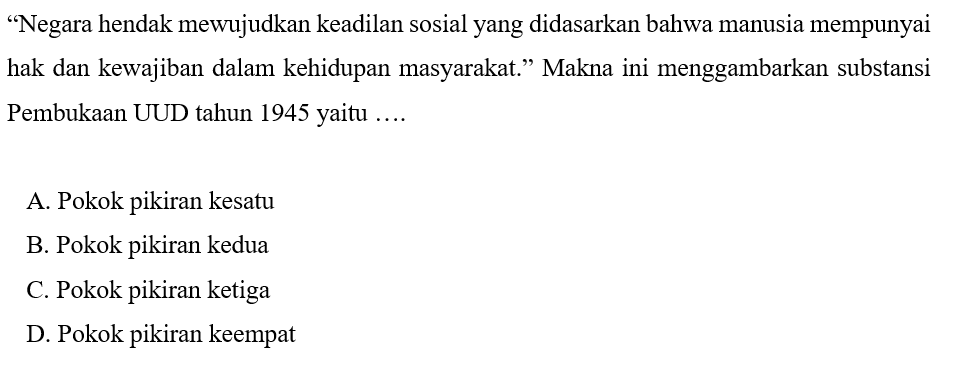 “Negara hendak mewujudkan keadilan sosial yang didasarkan bahwa manusia mempunyai
hak dan kewajiban dalam kehidupan masyarakat.” Makna ini menggambarkan substansi
Pembukaan UUD tahun 1945 yaitu ….
A. Pokok pikiran kesatu
B. Pokok pikiran kedua
C. Pokok pikiran ketiga
D. Pokok pikiran keempat